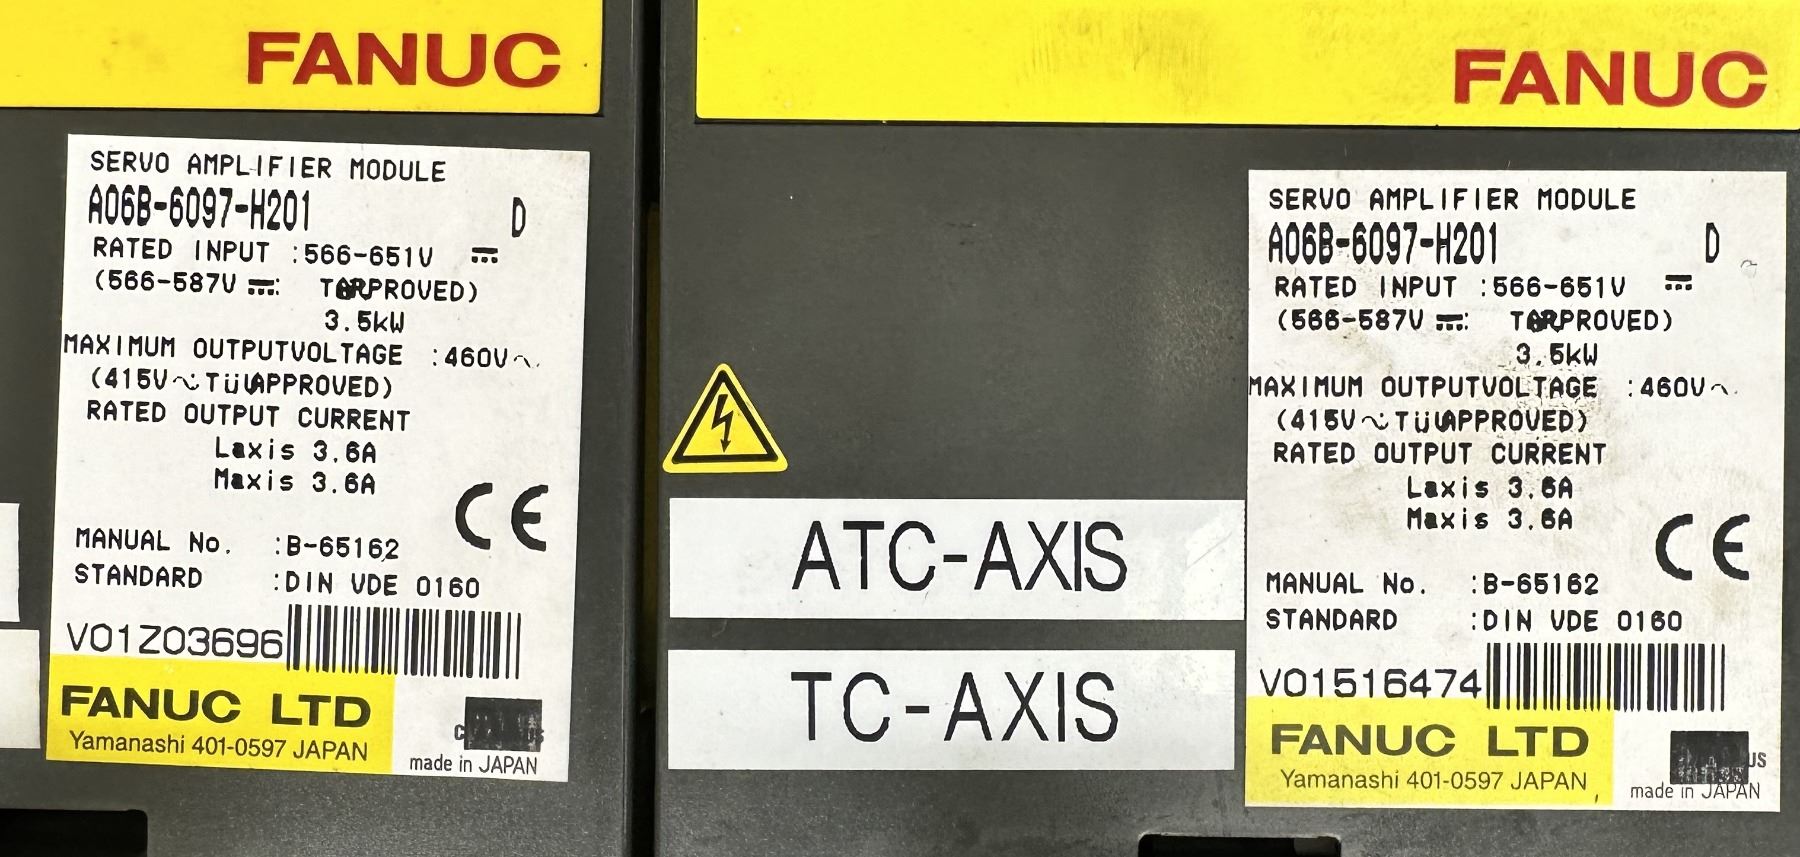 FANUC
SERVO AMPLIFIER MODULE
A06B-6097-H201 D
RATED INPUT :566-651V
(566-587V : PROVED)
3.5kW
MAXIMUM OUTPUTVOLTAGE :460V~
(415V~:TÜVAPPROVED)
RATED OUTPUT CURRENT
Laxis 3.6A
Maxis 3.6A
CE
MANUAL No. :B-65162
STANDARD :DIN VDE 0160
V01Z03696
FANUC LTD
Yamanashi 401-0597 JAPAN
made in JAPAN
FANUC
ATC-AXIS
TC-AXIS
SERVO AMPLIFIER MODULE
A06B-6097-H201 D
RATED INPUT :566-651V
(566-587V : PROVED)
3.5kW
MAXIMUM OUTPUTVOLTAGE :460V~
(415V~:TÜVAPPROVED)
RATED OUTPUT CURRENT
Laxis 3.6A
Maxis 3.6A
CE
MANUAL No. :B-65162
STANDARD :DIN VDE 0160
V01516474
FANUC LTD
Yamanashi 401-0597 JAPAN
US
made in JAPAN